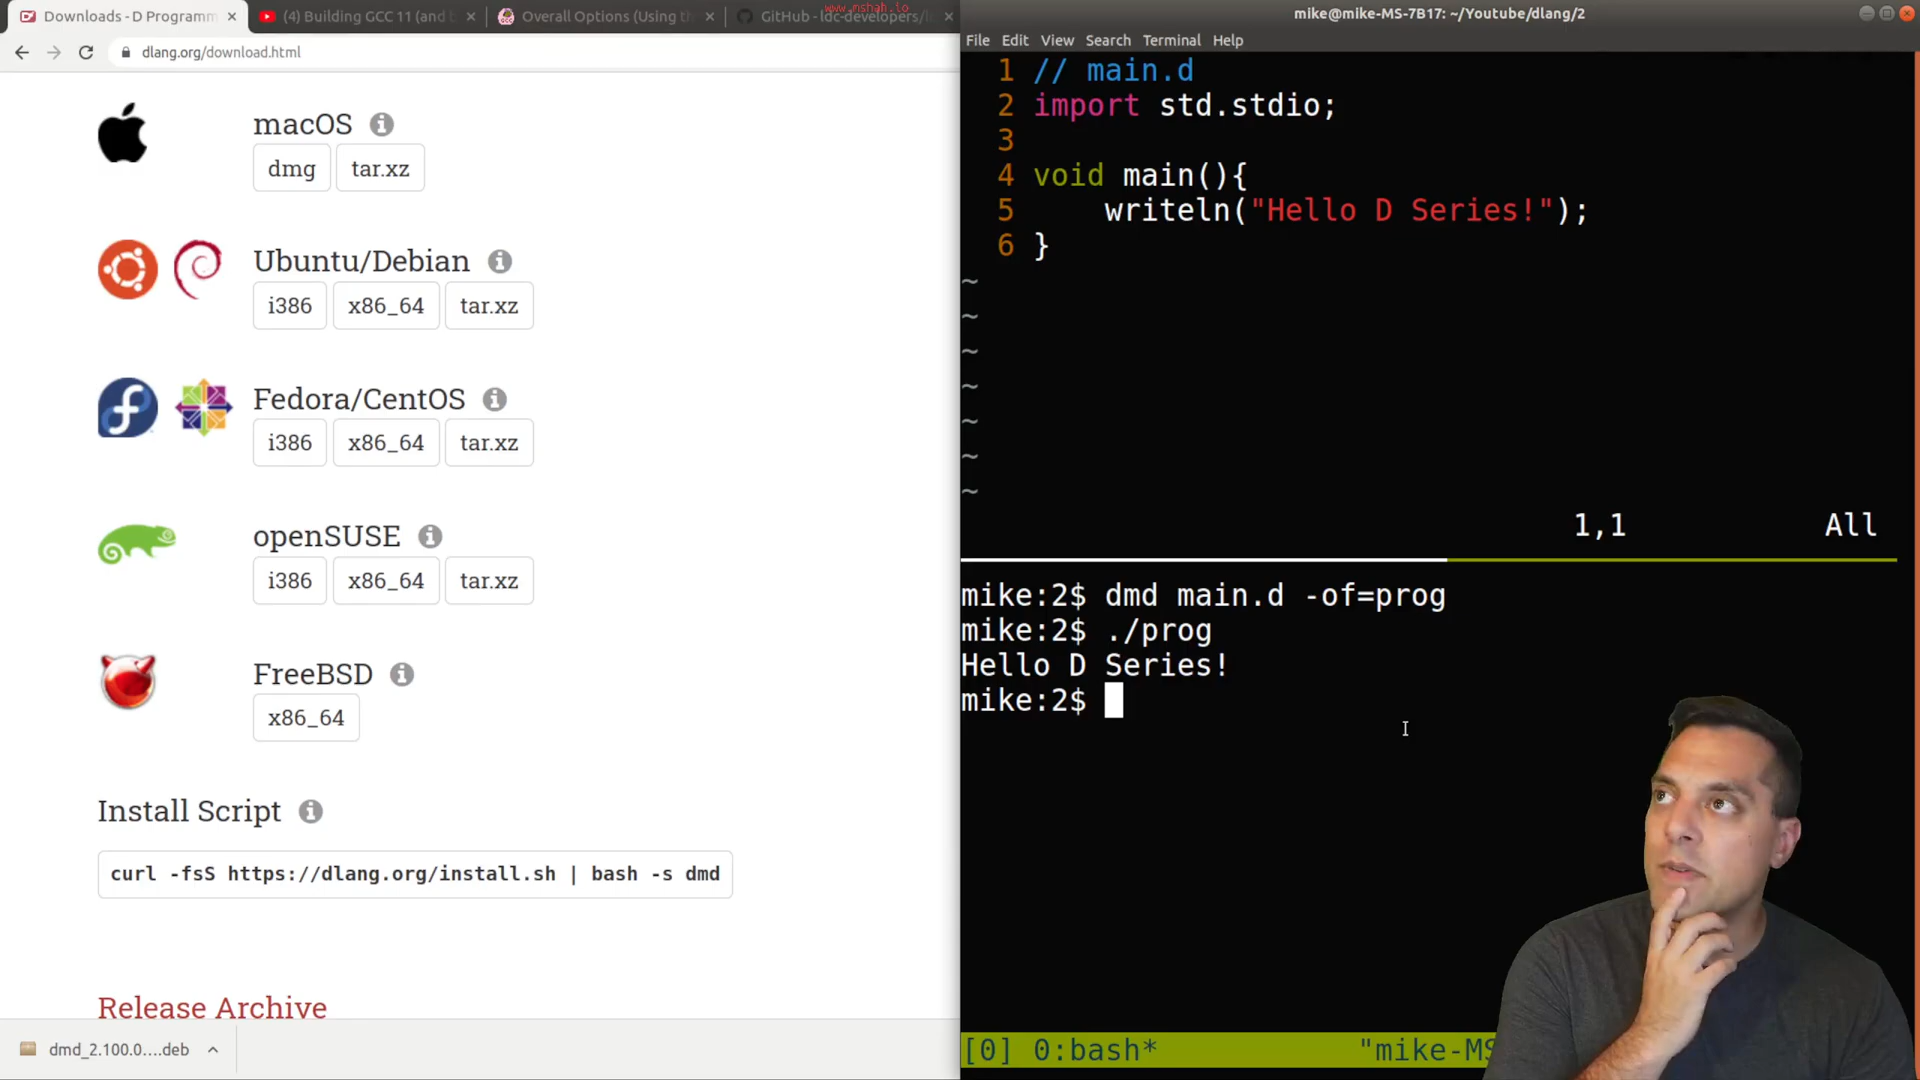 Downloads - D Programm
(4) Building GCC 11 (and b
Overall Options (Using th
GitHub - ldc-developers/l
www.mshah.io
dlang.org/download.html
macOS
dmg
tar.xz
Ubuntu/Debian
i386
x86_64
tar.xz
Fedora/CentOS
i386
x86_64
tar.xz
openSUSE
i386
x86_64
tar.xz
FreeBSD
x86_64
Install Script
curl -fsS https://dlang.org/install.sh | bash -s dmd
Release Archive
dmd_2.100.0....deb
mike@mike-MS-7B17: ~/Youtube/dlang/2
File Edit View Search Terminal Help
1 // main.d
2 import std.stdio;
3
4 void main(){
5     writeln("Hello D Series!");
6 }
~
~
~
~
~
~
~
1,1 All
mike:2$ dmd main.d -of=prog
mike:2$ ./prog
Hello D Series!
mike:2$
[0] 0:bash* "mike-MS